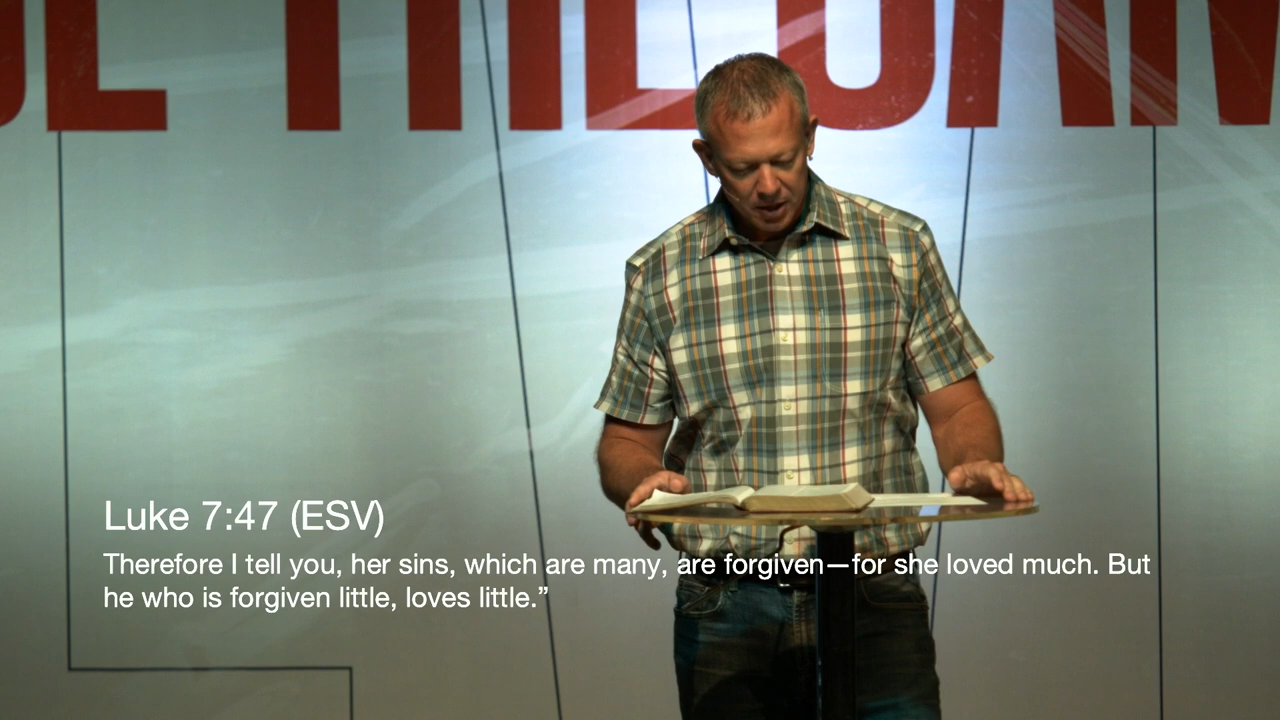 THE
Luke 7:47 (ESV)
Therefore I tell you, her sins, which are many, are forgiven—for she loved much. But
he who is forgiven little, loves little.”